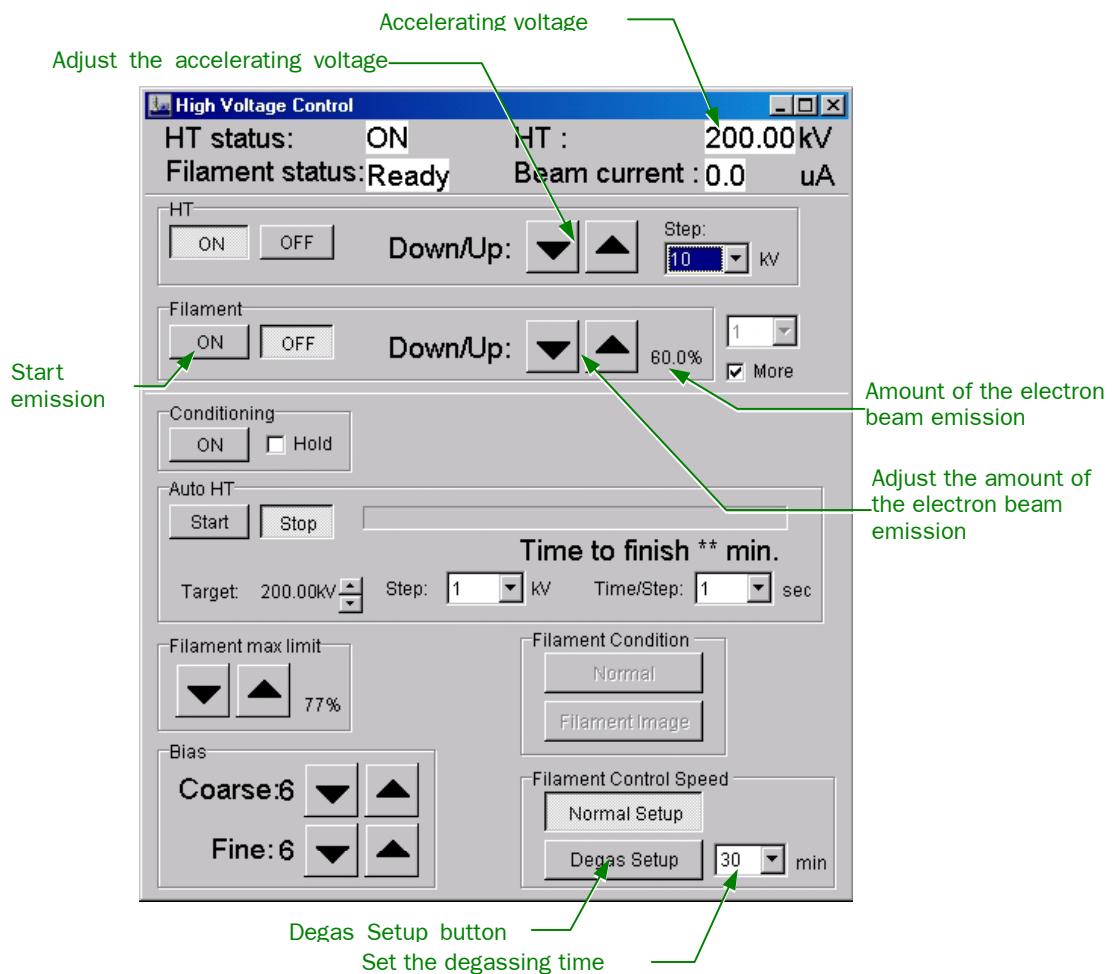 Accelerating voltage
Adjust the accelerating voltage
High Voltage Control
HT status: ON HT : 200.00 kV
Filament status: Ready Beam current : 0.0 uA
HT
ON OFF Down/Up: Step:
10 kV
Filament
ON OFF Down/Up: 60.0% 1
More
Start
emission
Amount of the electron
beam emission
Conditioning
ON Hold
Adjust the amount of
the electron beam
emission
Auto HT
Start Stop
Time to finish ** min.
Target: 200.00kV Step: 1 kV Time/Step: 1 sec
Filament max limit
77%
Filament Condition
Normal
Filament Image
Bias
Coarse:6
Fine: 6
Filament Control Speed
Normal Setup
Degas Setup 30 min
Degas Setup button
Set the degassing time